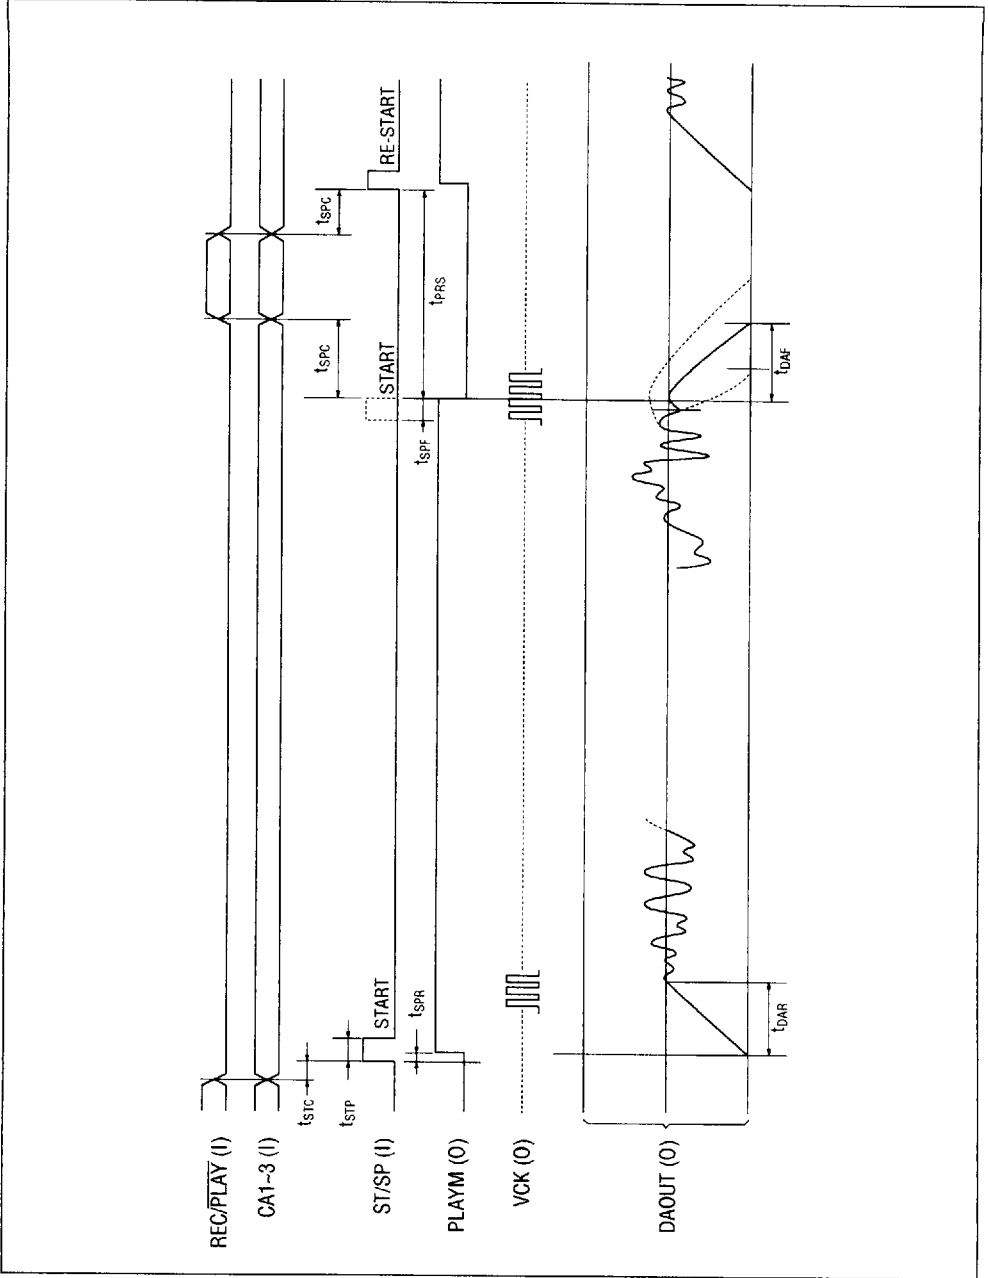 REC/PLAY (I)
CA1~3 (I)
tSTC
tSTP
ST/SP (I)
START
START
RE-START
tSPC
tSPC
PLAYM (O)
tSPR
tSPF
tPRS
VCK (O)
DAOUT (O)
tDAR
tDAF